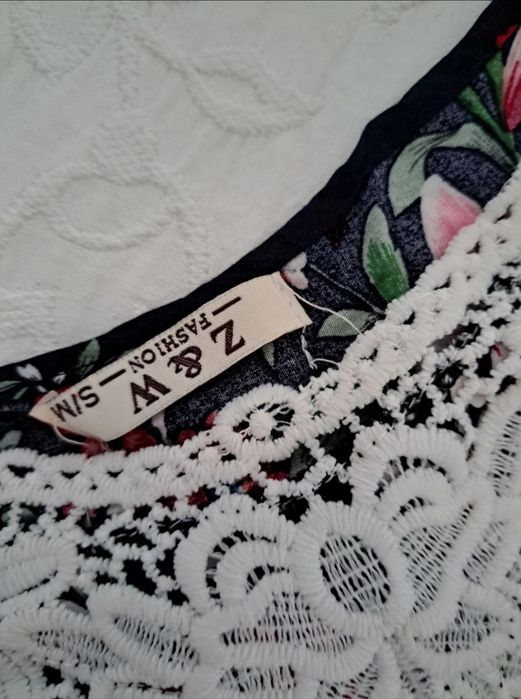 Z & W
— FASHION —
S/M